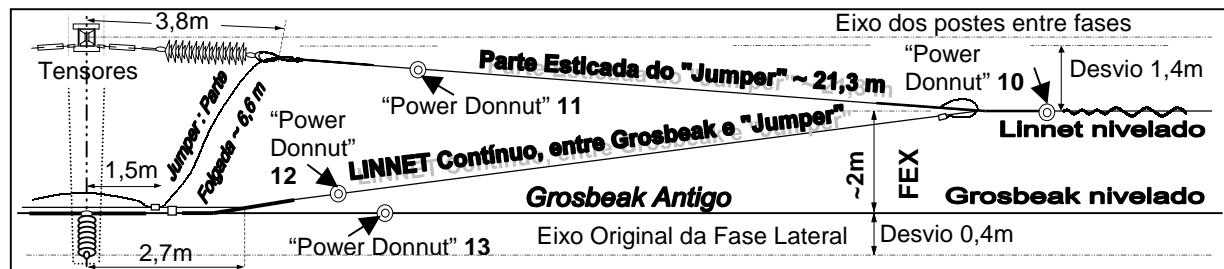 3,8m
Eixo dos postes entre fases
Tensores
Parte Esticada do "Jumper" ~ 21,3 m
"Power
Donnut" 10
Desvio 1,4m
"Power Donnut" 11
Jumper : Parte
Folgada ~ 6,6 m
"Power
Donnut"
12
LINNET Contínuo, entre Grosbeak e "Jumper"
Linnet nivelado
1,5m
~2m
FEX
Grosbeak Antigo
Grosbeak nivelado
"Power Donnut" 13
Eixo Original da Fase Lateral
Desvio 0,4m
2,7m